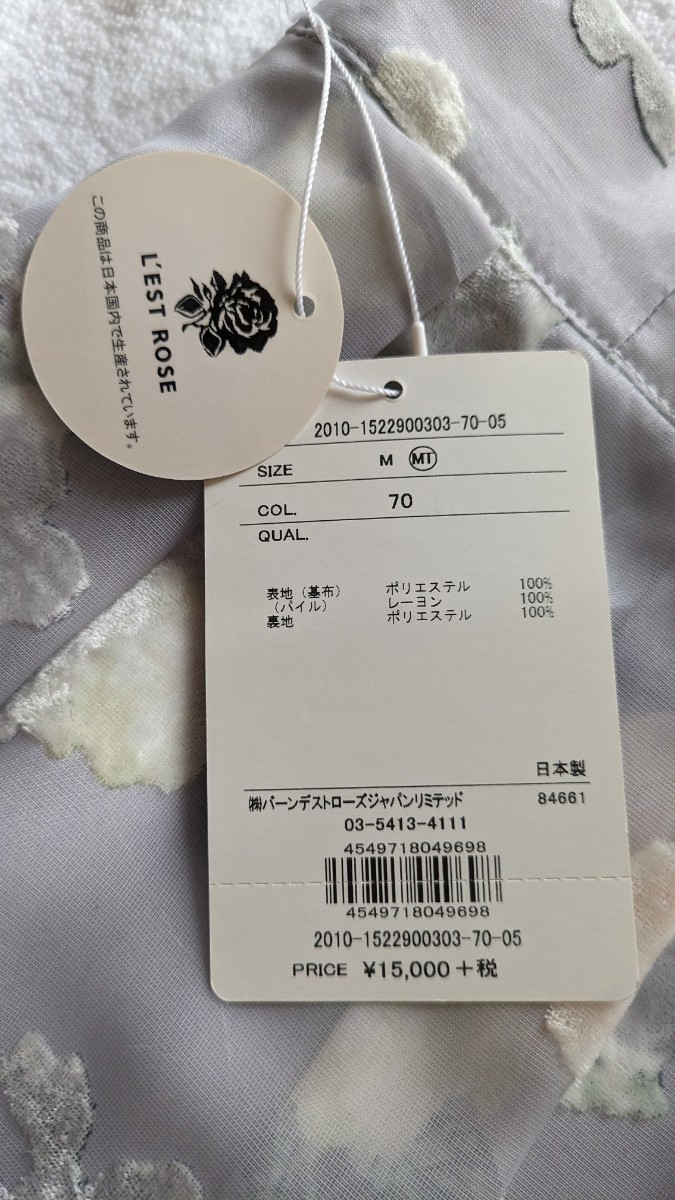 L'EST ROSE
この商品は日本国内で生産されています。
2010-1522900303-70-05
SIZE M MT
COL. 70
QUAL.
表地(基布) ポリエステル 100%
(パイル) レーヨン 100%
裏地 ポリエステル 100%
日本製
㈱バーンデストローズジャパンリミテッド 84661
03-5413-4111
4549718049698
4549718049698
2010-1522900303-70-05
PRICE ¥15,000+税